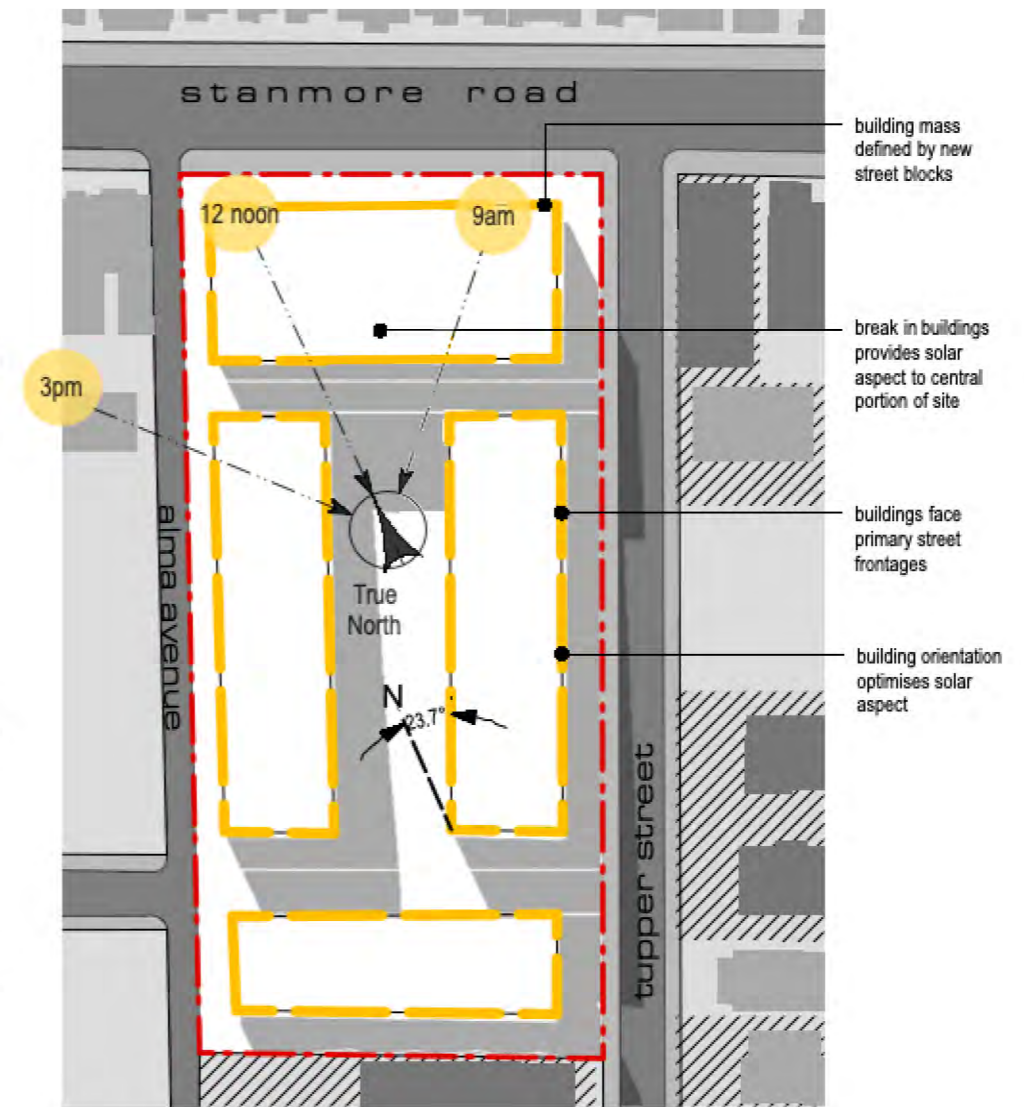 stanmore road
building mass
defined by new
street blocks
12 noon
9am
break in buildings
provides solar
aspect to central
portion of site
3pm
alma avenue
buildings face
primary street
frontages
True
North
building orientation
optimises solar
aspect
N
23.7°
tupper street